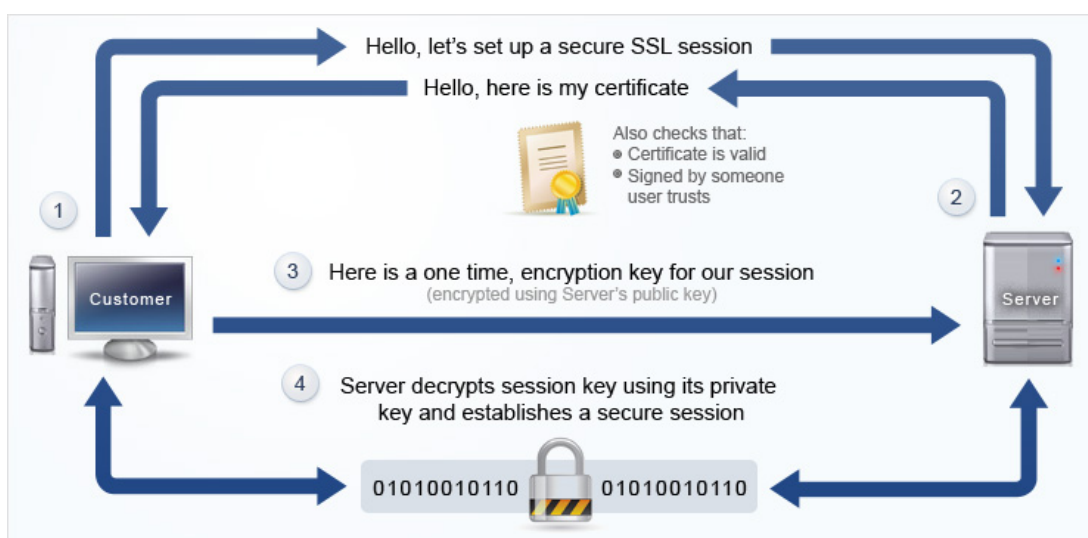 Hello, let's set up a secure SSL session
Hello, here is my certificate
Also checks that:
• Certificate is valid
• Signed by someone
user trusts
1
2
3 Here is a one time, encryption key for our session
(encrypted using Server's public key)
Customer
Server
4 Server decrypts session key using its private
key and establishes a secure session
01010010110 01010010110